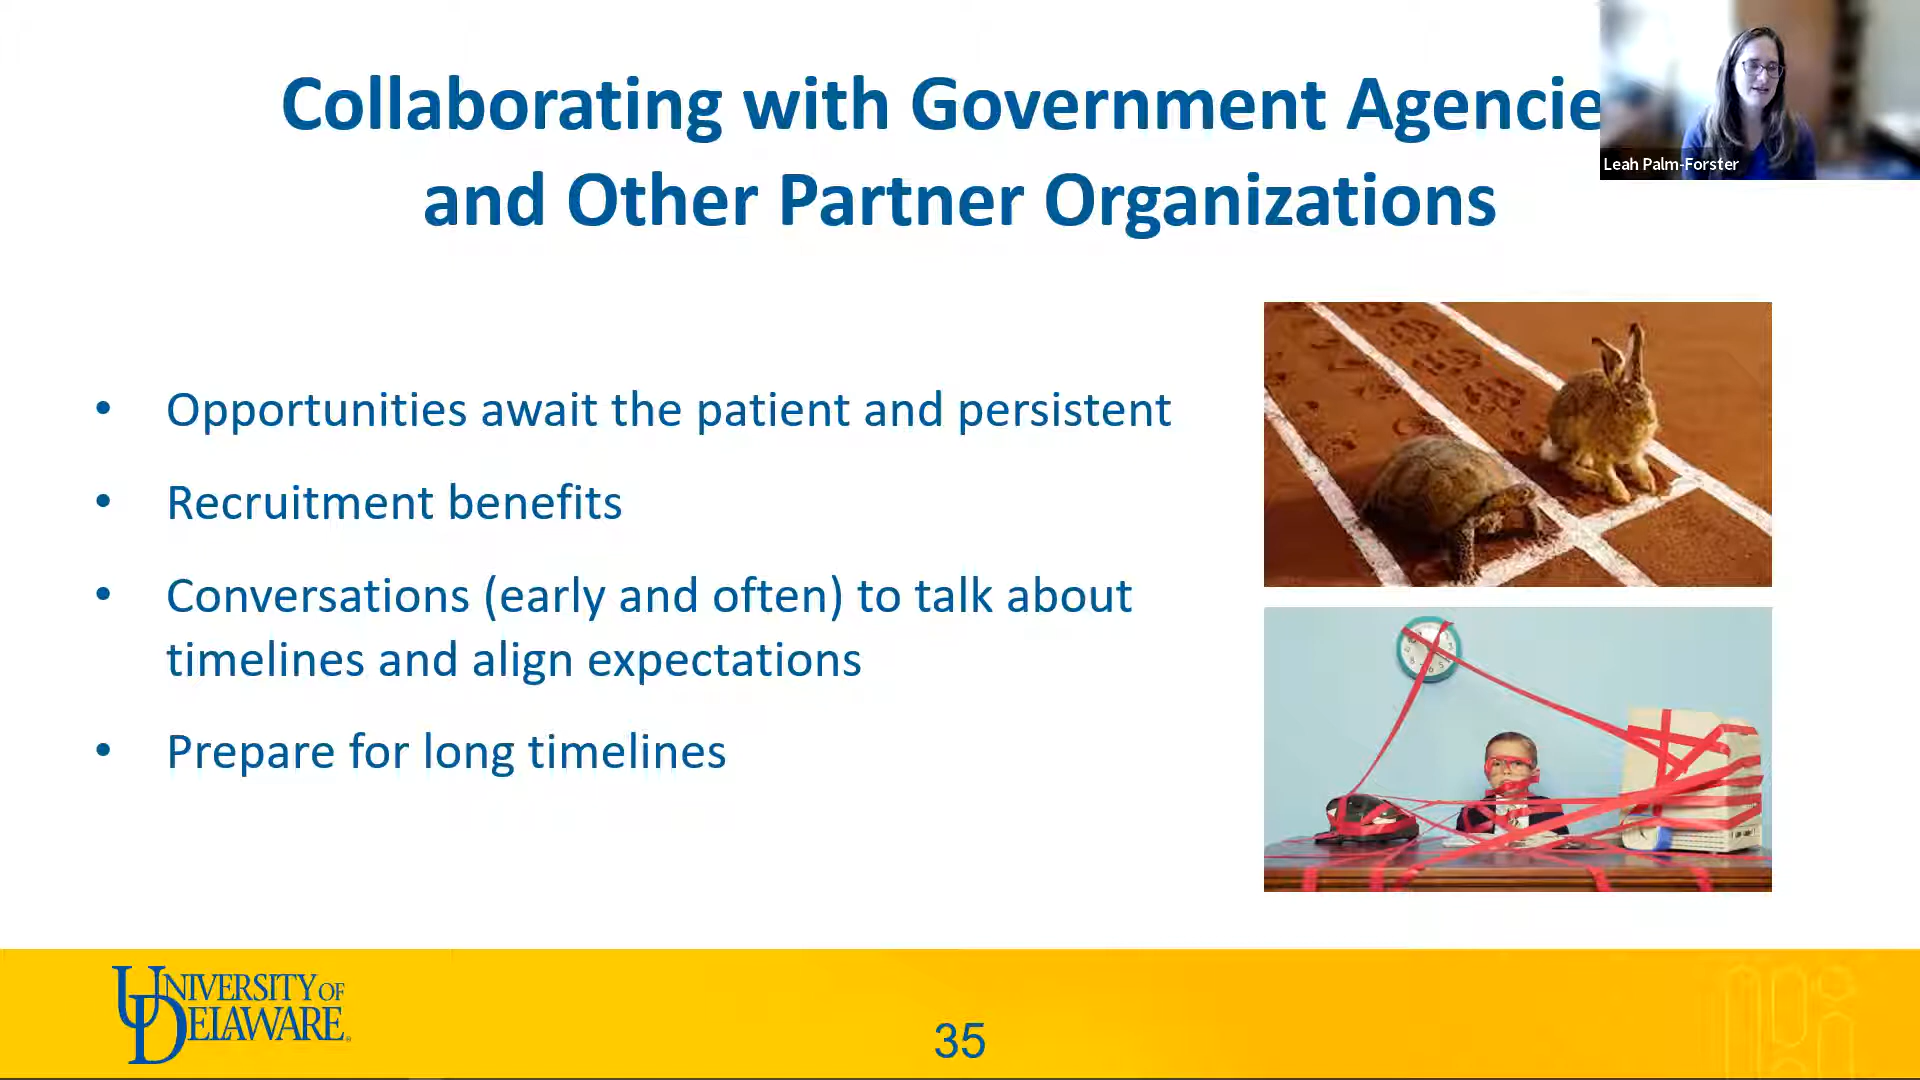 Collaborating with Government Agencie
and Other Partner Organizations
Leah Palm-Forster
• Opportunities await the patient and persistent
• Recruitment benefits
• Conversations (early and often) to talk about
timelines and align expectations
• Prepare for long timelines
UNIVERSITY OF
DELAWARE®
35